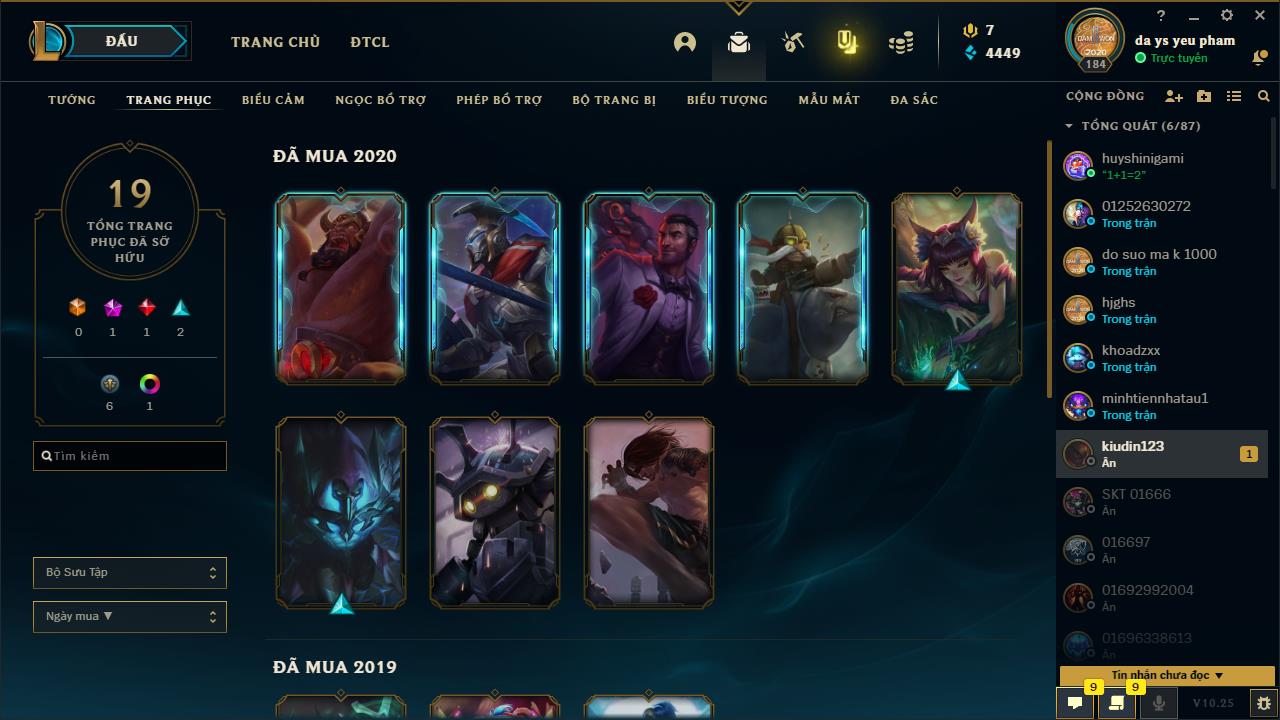 ĐẤU
TRANG CHỦ
ĐTCL
7
4449
?
184
da ys yeu pham
Trực tuyến
TƯỚNG
TRANG PHỤC
BIỂU CẢM
NGỌC BỔ TRỢ
PHÉP BỔ TRỢ
BỘ TRANG BỊ
BIỂU TƯỢNG
MẪU MẮT
ĐA SẮC
19
TỔNG TRANG
PHỤC ĐÃ SỞ
HỮU
0
1
1
2
6
1
Tìm kiếm
Bộ Sưu Tập
Ngày mua ▼
ĐÃ MUA 2020
ĐÃ MUA 2019
CỘNG ĐỒNG
TỔNG QUÁT (6/87)
huyshinigami
"1+1=2"
01252630272
Trong trận
do suo ma k 1000
Trong trận
hjghs
Trong trận
khoadzxx
Trong trận
minhtiennhatau1
Trong trận
kiudin123
Ẩn
1
SKT 01666
Ẩn
016697
Ẩn
01692992004
Ẩn
01696338613
Ẩn
Tin nhắn chưa đọc ▼
9
9
V10.25